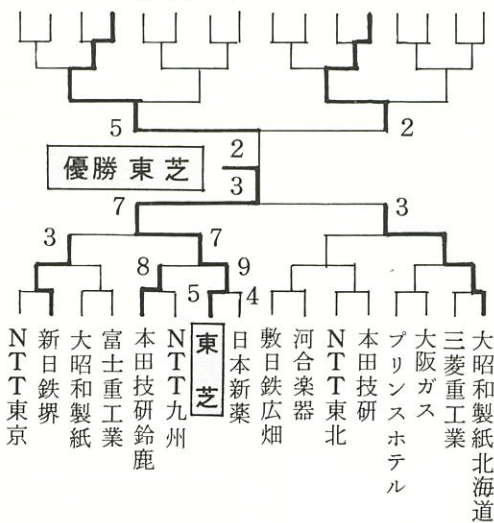 5
2
2
優勝 東芝
3
7
3
3
7
8
9
5
4
NTT東京
新日鉄堺
大昭和製紙
富士重工業
本田技研鈴鹿
NTT九州
東芝
日本新薬
新日鉄広畑
河合楽器
NTT東北
本田技研
プリンスホテル
大阪ガス
三菱重工業
大昭和製紙北海道